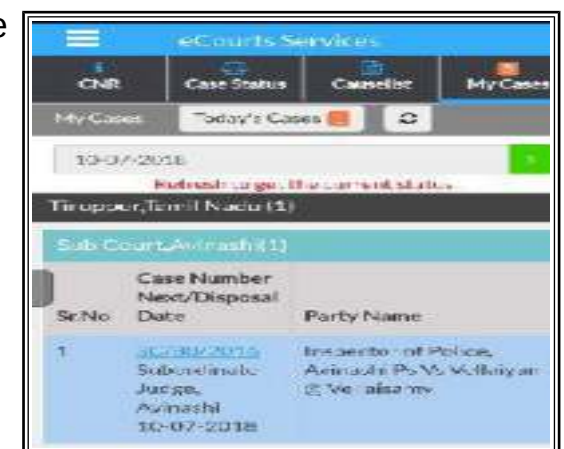 e
eCourts Services
CNR Case Status Causelist My Cases
My Cases Today's Cases
10-07-2018
Refresh to get the current status
Tiruppur,Tamil Nadu (1)
Sub Court,Avinashi(1)
Sr.No Case Number Next/Disposal Date Party Name
1 Subordinate Judge, Avinashi 10-07-2018 Inspector of Police, Avinashi Ps Vs Vellaiyan @